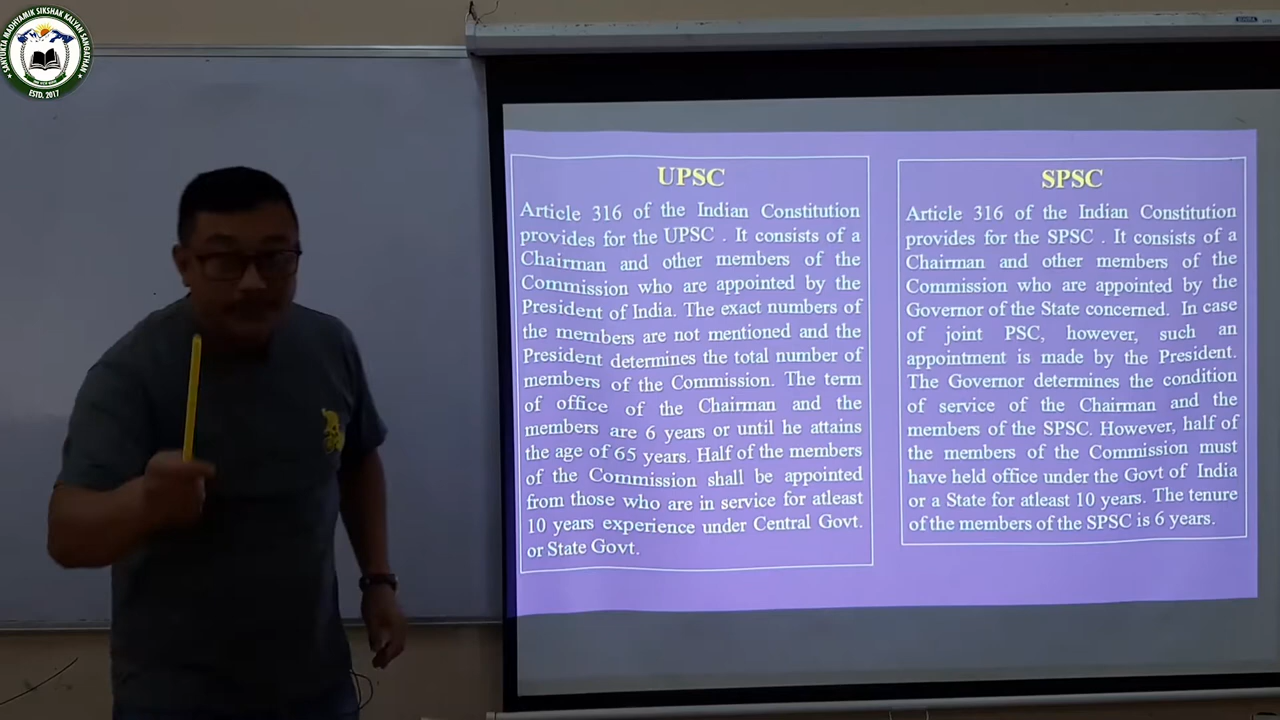 SANYUKTA MADHYAMIK SIKSHAK KALYAN SANGATHAN
ESTD. 2017
UPSC
Article 316 of the Indian Constitution
provides for the UPSC . It consists of a
Chairman and other members of the
Commission who are appointed by the
President of India. The exact numbers of
the members are not mentioned and the
President determines the total number of
members of the Commission. The term
of office of the Chairman and the
members are 6 years or until he attains
the age of 65 years. Half of the members
of the Commission shall be appointed
from those who are in service for atleast
10 years experience under Central Govt.
or State Govt.
SPSC
Article 316 of the Indian Constitution
provides for the SPSC . It consists of a
Chairman and other members of the
Commission who are appointed by the
Governor of the State concerned. In case
of joint PSC, however, such an
appointment is made by the President.
The Governor determines the condition
of service of the Chairman and the
members of the SPSC. However, half of
the members of the Commission must
have held office under the Govt of India
or a State for atleast 10 years. The tenure
of the members of the SPSC is 6 years.